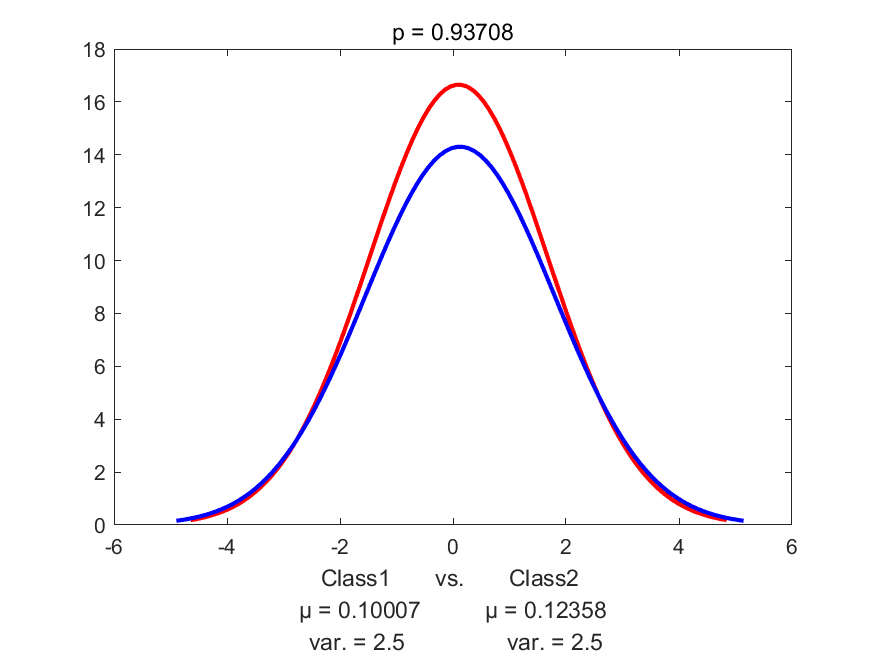 p = 0.93708
18
16
14
12
10
8
6
4
2
0
-6 -4 -2 0 2 4 6
Class1 vs. Class2
μ = 0.10007 μ = 0.12358
var. = 2.5 var. = 2.5